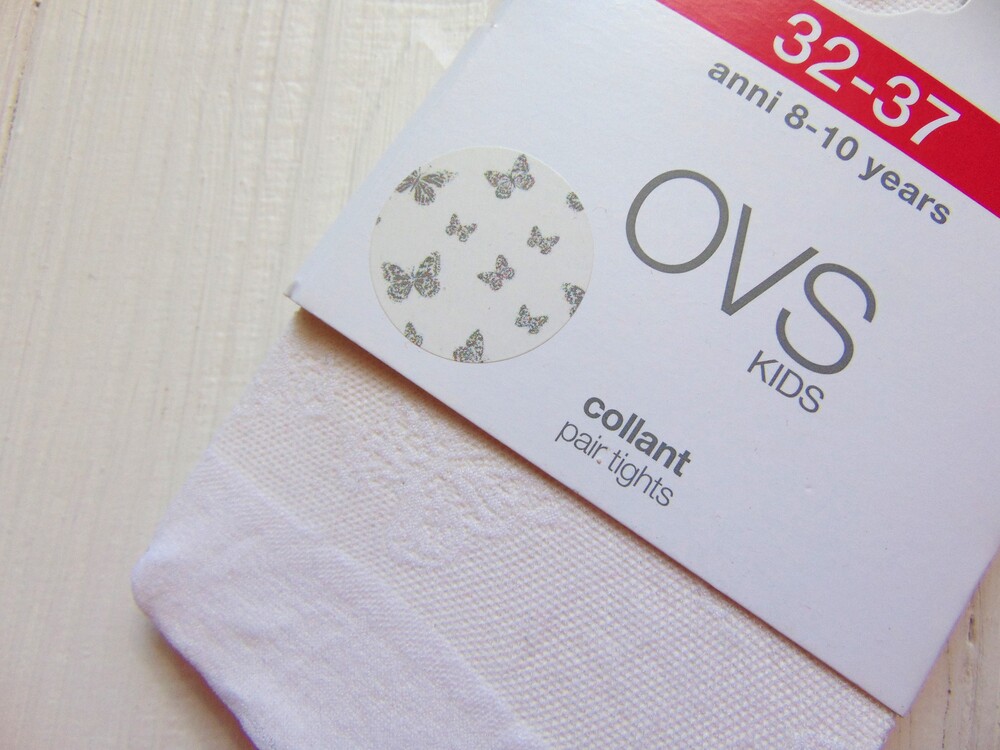 32-37
anni 8-10 years
OVS
KIDS
collant
pair tights